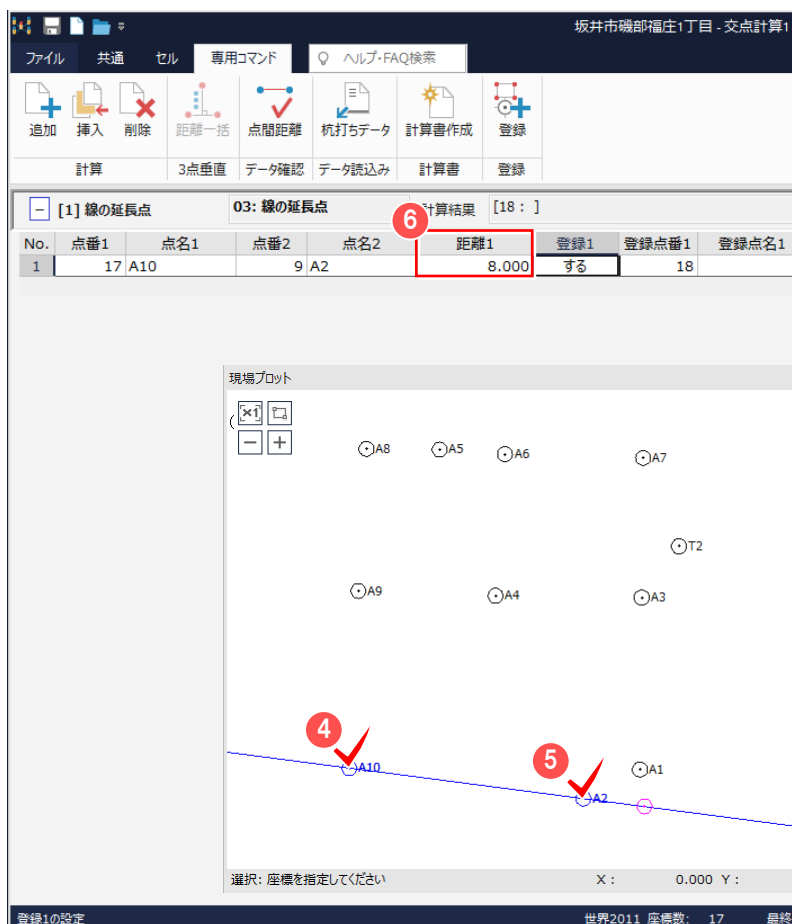 坂井市磯部福庄1丁目 - 交点計算1
ファイル 共通 セル 専用コマンド ヘルプ・FAQ検索
追加 挿入 削除 距離一括 点間距離 杭打ちデータ 計算書作成 登録
計算 3点垂直 データ確認 データ読込み 計算書 登録
[1] 線の延長点 03: 線の延長点 計算結果 [18 : ]
6
No. 点番1 点名1 点番2 点名2 距離1 登録1 登録点番1 登録点名1
1 17 A10 9 A2 8.000 する 18
現場プロット
×1
A8 A5 A6 A7
T2
A9 A4 A3
4
5
A10 A1
A2
選択: 座標を指定してください X : 0.000 Y :
登録1の設定 世界2011 座標数: 17 最終